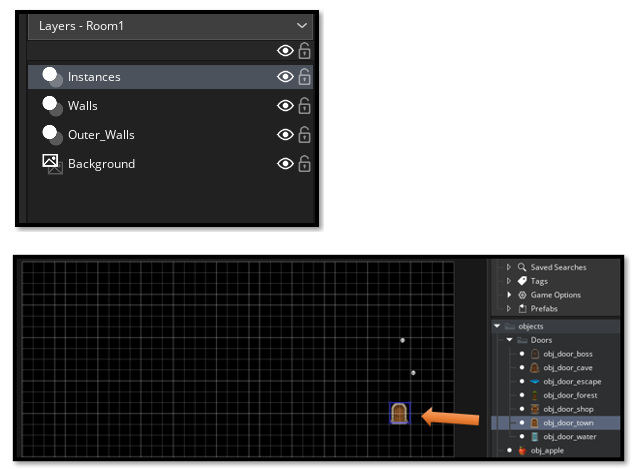 Layers - Room1
Instances
Walls
Outer_Walls
Background
Saved Searches
Tags
Game Options
Prefabs
objects
Doors
obj_door_boss
obj_door_cave
obj_door_escape
obj_door_forest
obj_door_shop
obj_door_town
obj_door_water
obj_apple